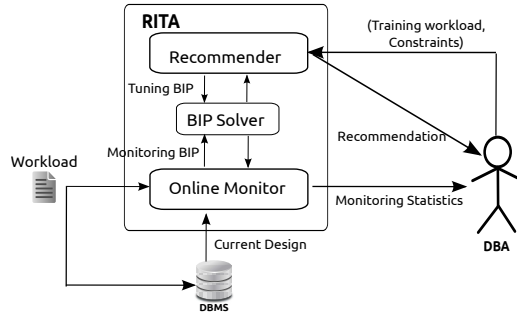 RITA
(Training workload,
Constraints)
Recommender
Tuning BIP
BIP Solver
Recommendation
Monitoring BIP
Workload
Online Monitor
Monitoring Statistics
Current Design
DBA
DBMS